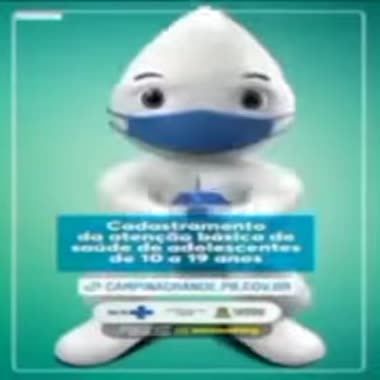 Cadastramento
da atenção básica de
saúde de adolescentes
de 10 a 19 anos
CAMPINAGRANDE.PB.GOV.BR